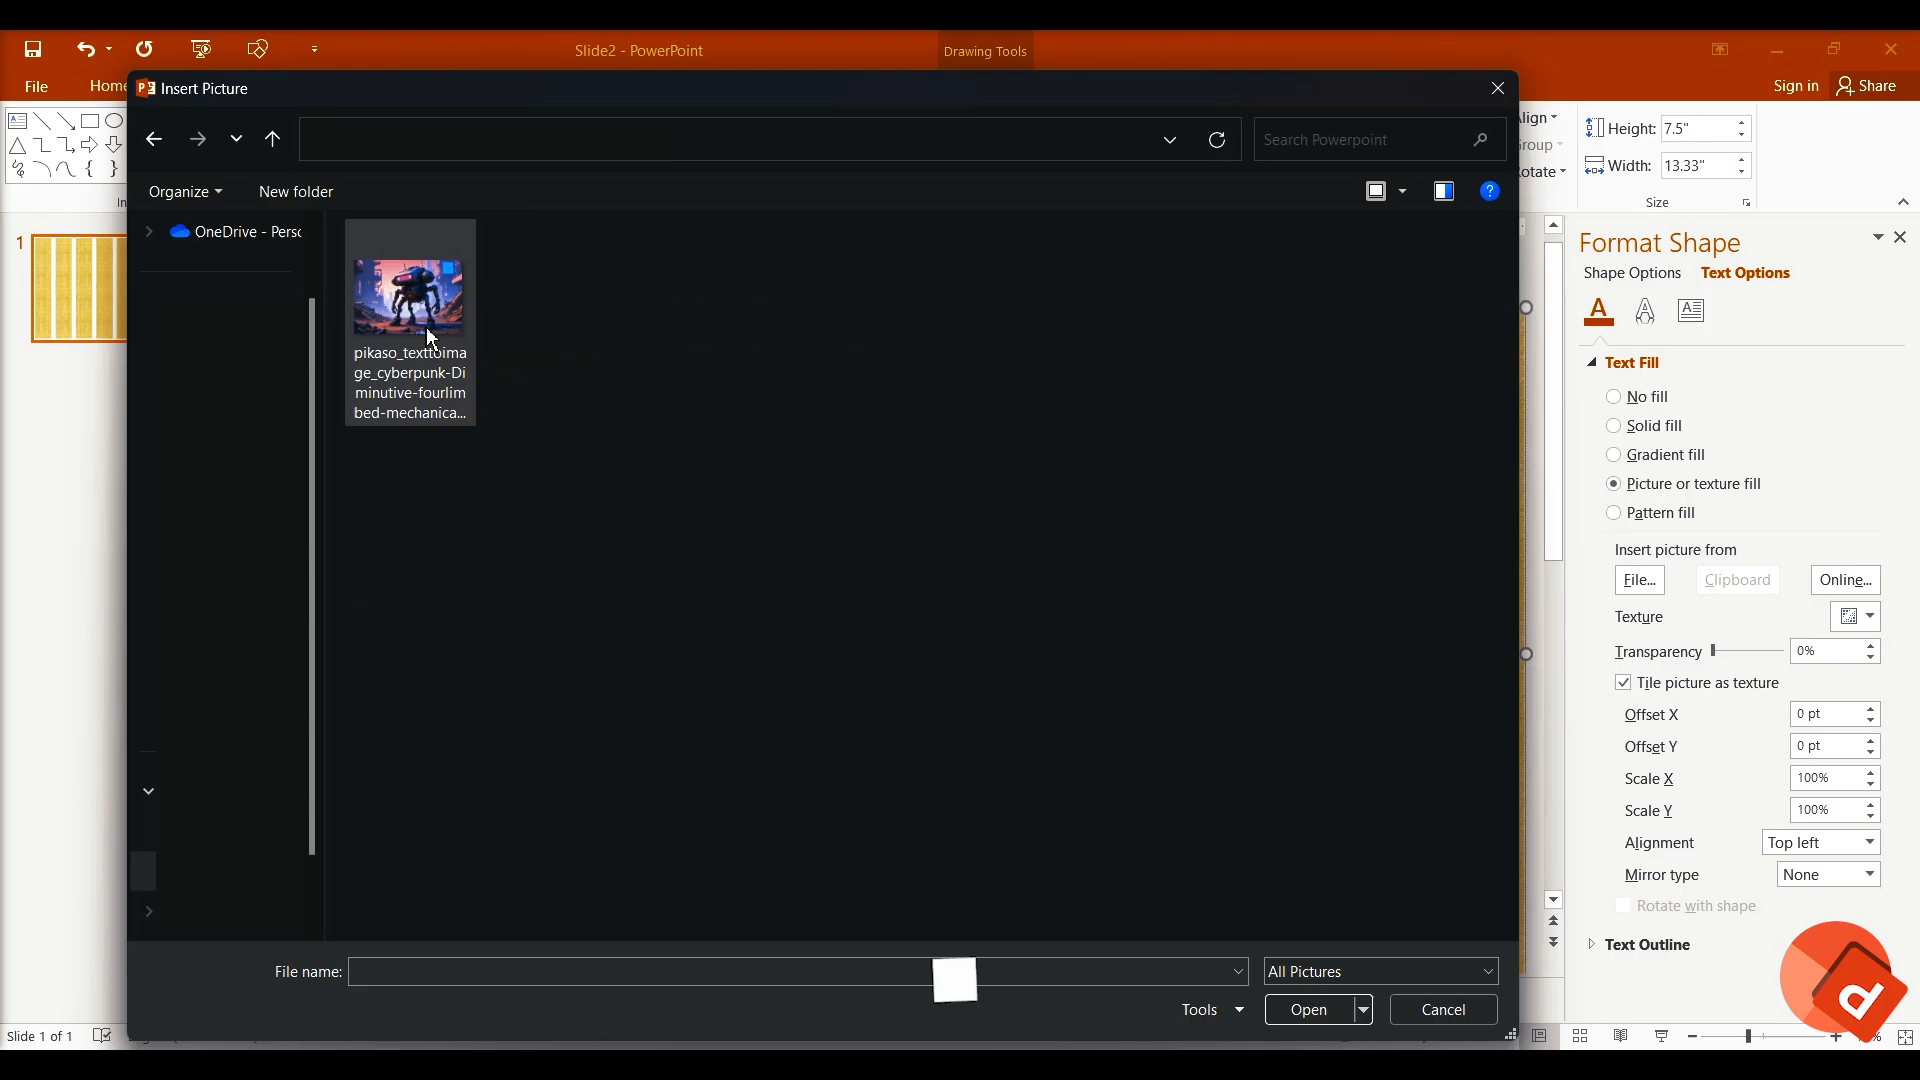 Slide2 - PowerPoint
Drawing Tools
File
Home
Sign in
Share
Insert Picture
Search Powerpoint
Organize
New folder
OneDrive - Persc
pikaso_texttoima
ge_cyberpunk-Di
minutive-fourlim
bed-mechanica...
File name:
All Pictures
Tools
Open
Cancel
lign
roup
otate
Height:
7.5"
Width:
13.33"
Size
In
1
Format Shape
Shape Options
Text Options
Text Fill
No fill
Solid fill
Gradient fill
Picture or texture fill
Pattern fill
Insert picture from
File...
Clipboard
Online...
Texture
Transparency
0%
Tile picture as texture
Offset X
0 pt
Offset Y
0 pt
Scale X
100%
Scale Y
100%
Alignment
Top left
Mirror type
None
Rotate with shape
Text Outline
Slide 1 of 1